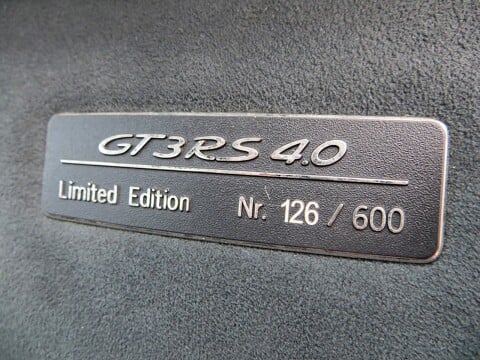 GT3RS 4.0
Limited Edition Nr. 126 / 600